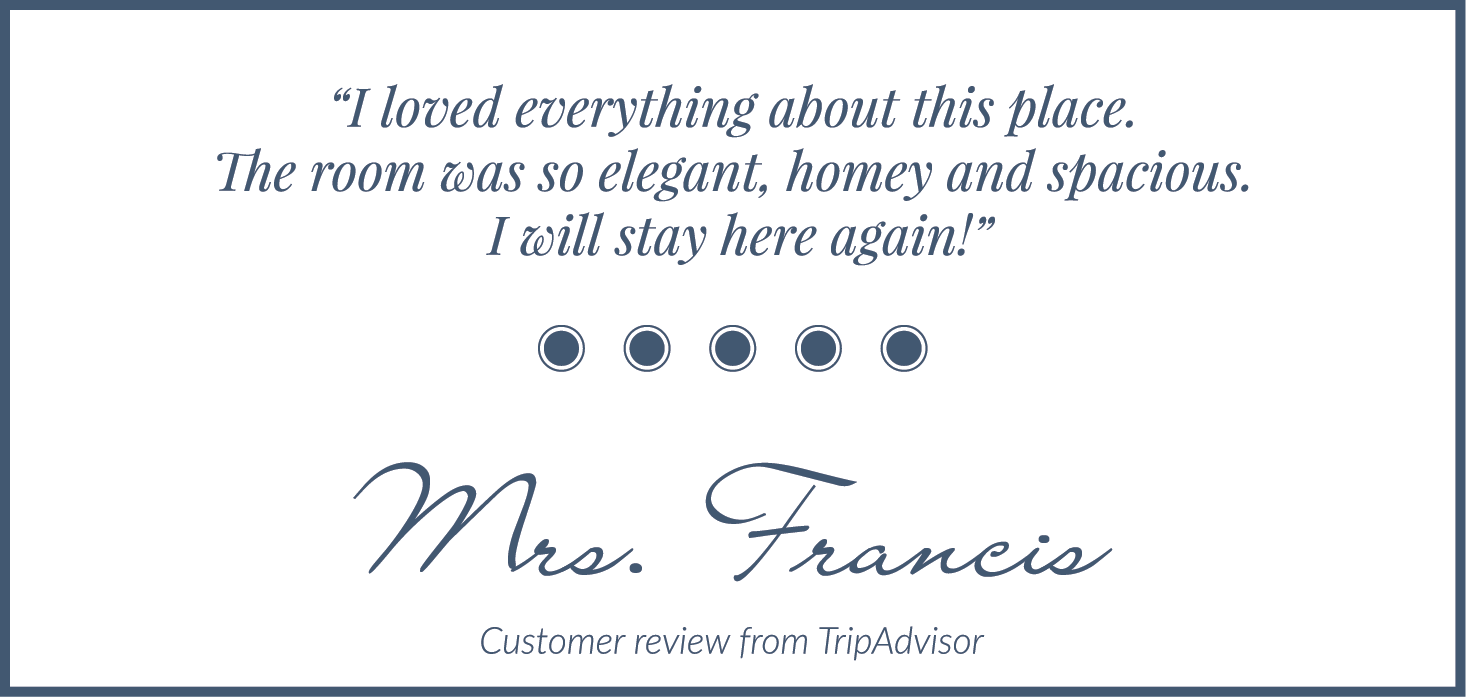 “I loved everything about this place.
The room was so elegant, homey and spacious.
I will stay here again!”
Mrs. Francis
Customer review from TripAdvisor